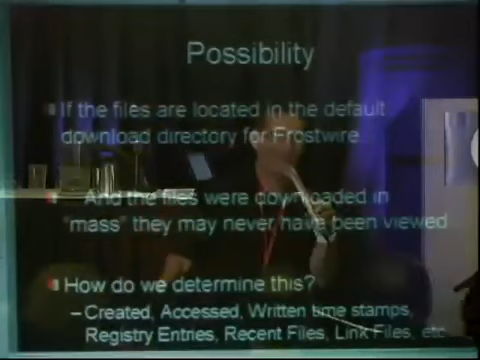 Possibility
If the files are located in the default
download directory for Frostwire.
And the files were downloaded in
"mass" they may never have been viewed
How do we determine this?
– Created, Accessed, Written time stamps,
Registry Entries, Recent Files, Link Files, etc